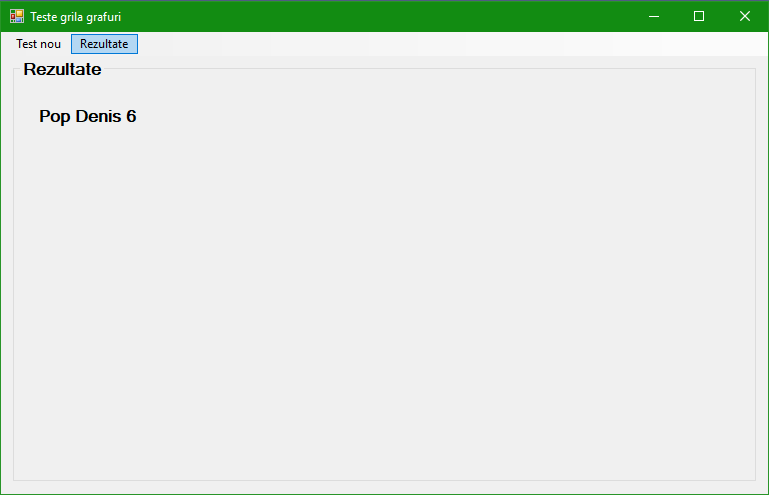 Teste grila grafuri
Test nou Rezultate
Rezultate
Pop Denis 6